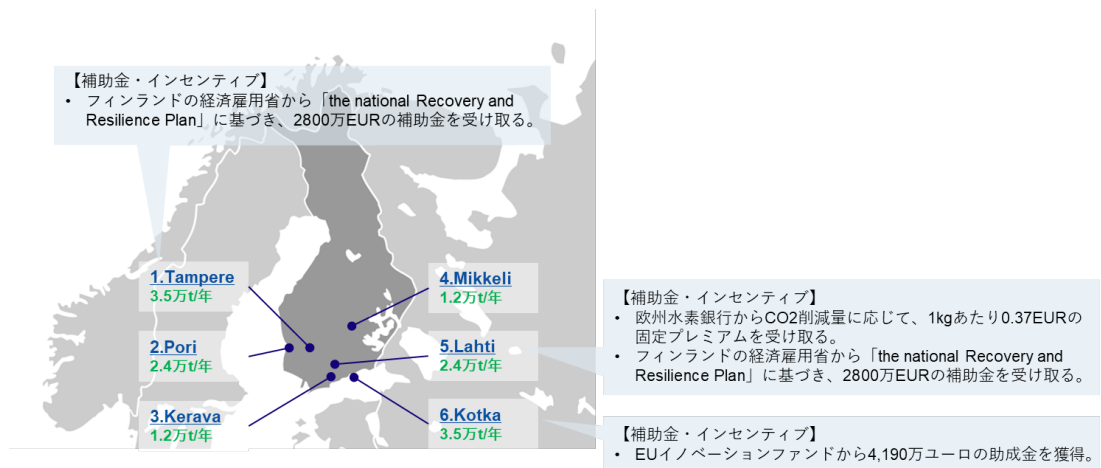 【補助金・インセンティブ】
• フィンランドの経済雇用省から「the national Recovery and
Resilience Plan」に基づき、2800万EURの補助金を受け取る。
1.Tampere
3.5万t/年
2.Pori
2.4万t/年
3.Kerava
1.2万t/年
4.Mikkeli
1.2万t/年
5.Lahti
2.4万t/年
6.Kotka
3.5万t/年
【補助金・インセンティブ】
• 欧州水素銀行からCO2削減量に応じて、1kgあたり0.37EURの
固定プレミアムを受け取る。
• フィンランドの経済雇用省から「the national Recovery and
Resilience Plan」に基づき、2800万EURの補助金を受け取る。
【補助金・インセンティブ】
• EUイノベーションファンドから4,190万ユーロの助成金を獲得。